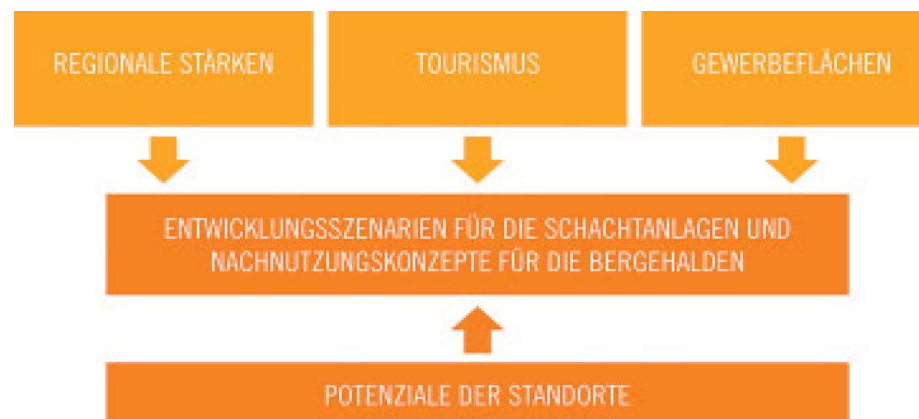 REGIONALE STÄRKEN
TOURISMUS
GEWERBEFLÄCHEN
ENTWICKLUNGSSZENARIEN FÜR DIE SCHACHTANLAGEN UND
NACHNUTZUNGSKONZEPTE FÜR DIE BERGEHALDEN
POTENZIALE DER STANDORTE